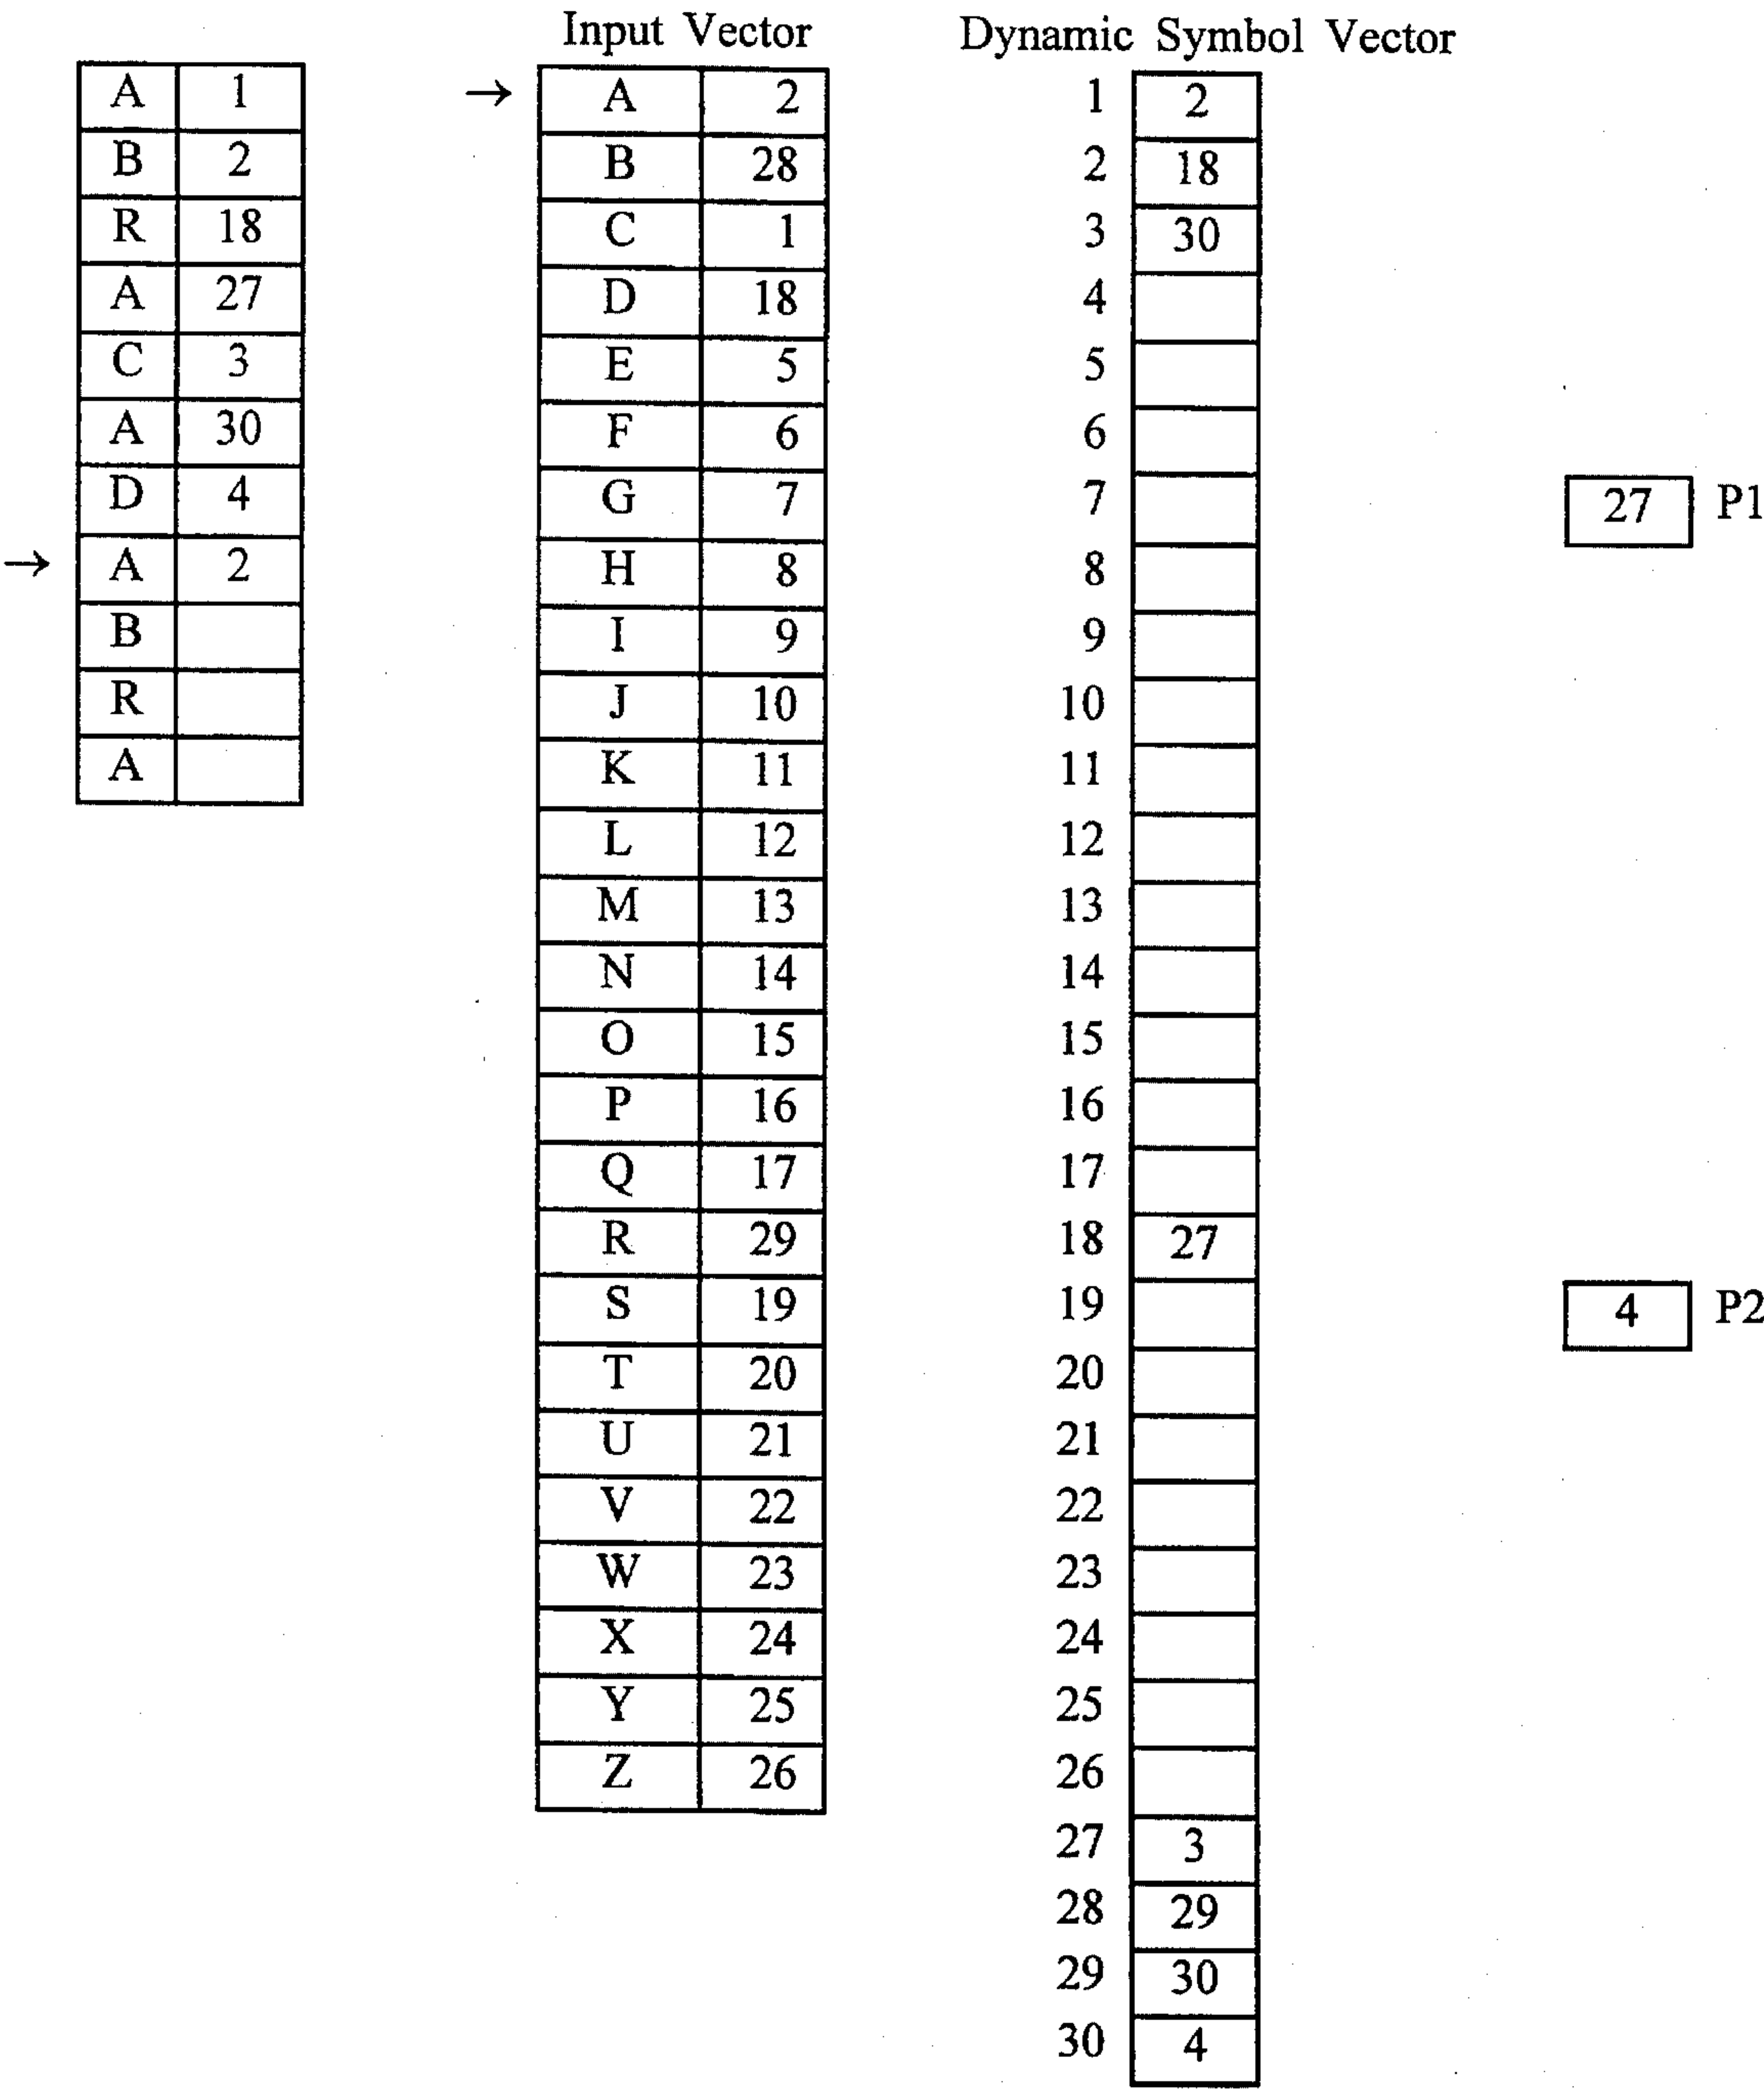 Input Vector
Dynamic Symbol Vector
A 1
B 2
R 18
A 27
C 3
A 30
D 4
→ A 2
B
R
A
→ A 2
B 28
C 1
D 18
E 5
F 6
G 7
H 8
I 9
J 10
K 11
L 12
M 13
N 14
O 15
P 16
Q 17
R 29
S 19
T 20
U 21
V 22
W 23
X 24
Y 25
Z 26
1 2
2 18
3 30
4
5
6
7
8
9
10
11
12
13
14
15
16
17
18 27
19
20
21
22
23
24
25
26
27 3
28 29
29 30
30 4
27 P1
4 P2